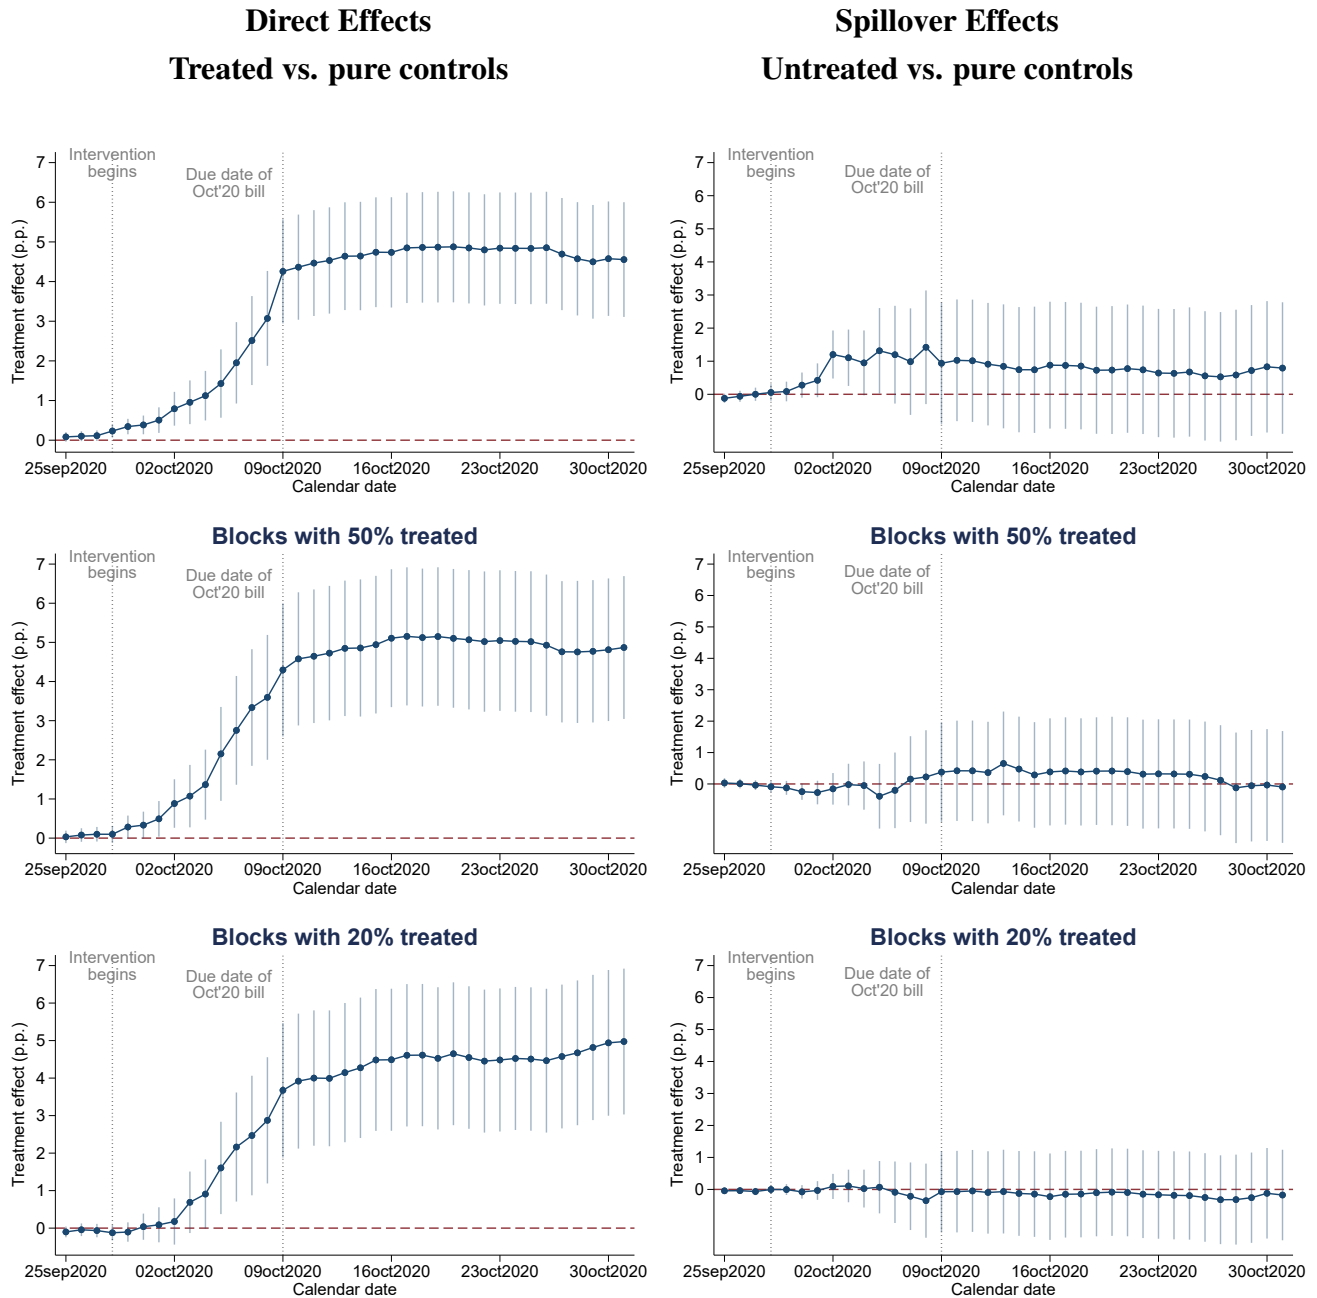 Direct Effects
Treated vs. pure controls
Spillover Effects
Untreated vs. pure controls
Treatment effect (p.p.)
7
6
5
4
3
2
1
0
Intervention
begins
Due date of
Oct'20 bill
25sep2020 02oct2020 09oct2020 16oct2020 23oct2020 30oct2020
Calendar date
Treatment effect (p.p.)
7
6
5
4
3
2
1
0
Intervention
begins
Due date of
Oct'20 bill
25sep2020 02oct2020 09oct2020 16oct2020 23oct2020 30oct2020
Calendar date
Blocks with 50% treated
Treatment effect (p.p.)
7
6
5
4
3
2
1
0
Intervention
begins
Due date of
Oct'20 bill
25sep2020 02oct2020 09oct2020 16oct2020 23oct2020 30oct2020
Calendar date
Blocks with 50% treated
Treatment effect (p.p.)
7
6
5
4
3
2
1
0
Intervention
begins
Due date of
Oct'20 bill
25sep2020 02oct2020 09oct2020 16oct2020 23oct2020 30oct2020
Calendar date
Blocks with 20% treated
Treatment effect (p.p.)
7
6
5
4
3
2
1
0
Intervention
begins
Due date of
Oct'20 bill
25sep2020 02oct2020 09oct2020 16oct2020 23oct2020 30oct2020
Calendar date
Blocks with 20% treated
Treatment effect (p.p.)
7
6
5
4
3
2
1
0
Intervention
begins
Due date of
Oct'20 bill
25sep2020 02oct2020 09oct2020 16oct2020 23oct2020 30oct2020
Calendar date